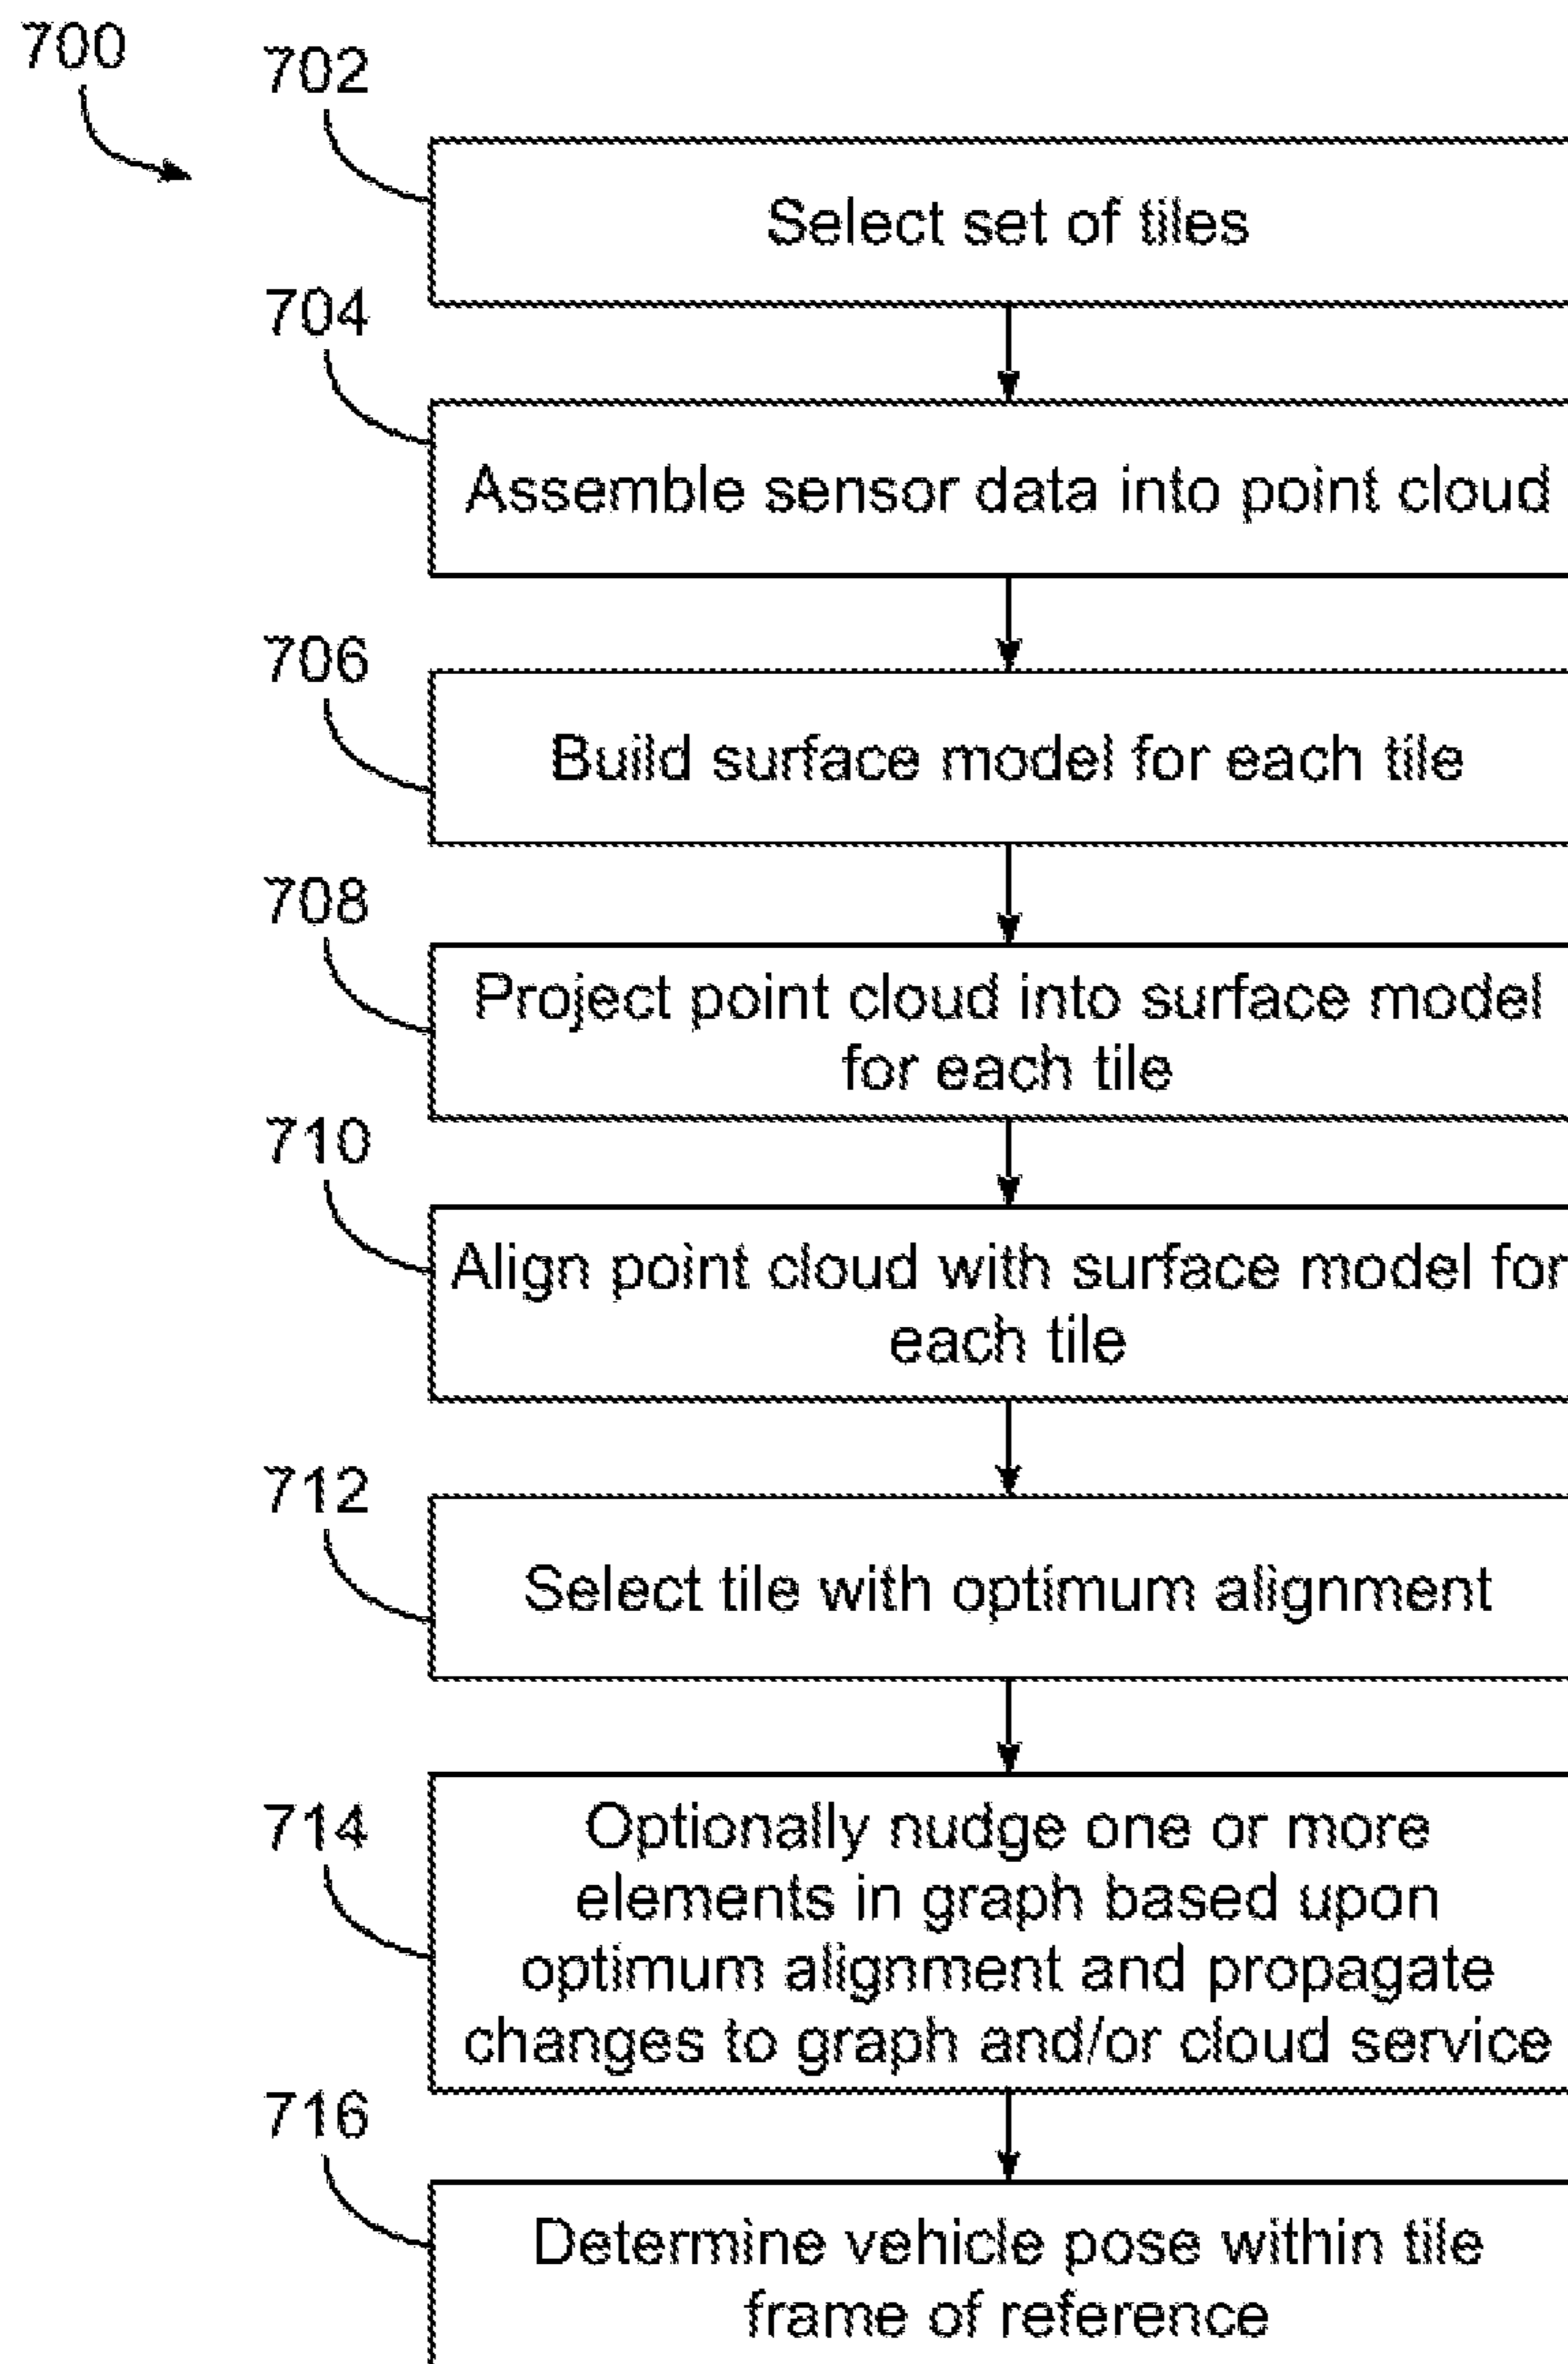 700
702
Select set of tiles
704
Assemble sensor data into point cloud
706
Build surface model for each tile
708
Project point cloud into surface model
for each tile
710
Align point cloud with surface model for
each tile
712
Select tile with optimum alignment
714
Optionally nudge one or more
elements in graph based upon
optimum alignment and propagate
changes to graph and/or cloud service
716
Determine vehicle pose within tile
frame of reference